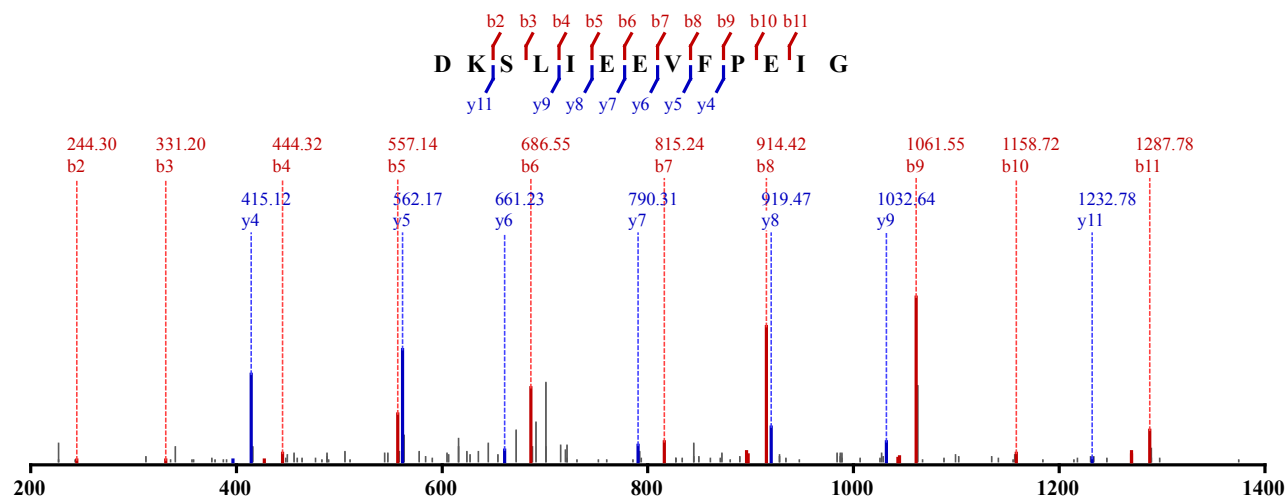 b2 b3 b4 b5 b6 b7 b8 b9 b10 b11
D K S L I E E V F P E I G
y11 y9 y8 y7 y6 y5 y4
244.30 331.20 444.32 557.14 686.55 815.24 914.42 1061.55 1158.72 1287.78
b2 b3 b4 b5 b6 b7 b8 b9 b10 b11
415.12 562.17 661.23 790.31 919.47 1032.64 1232.78
y4 y5 y6 y7 y8 y9 y11
200 400 600 800 1000 1200 1400